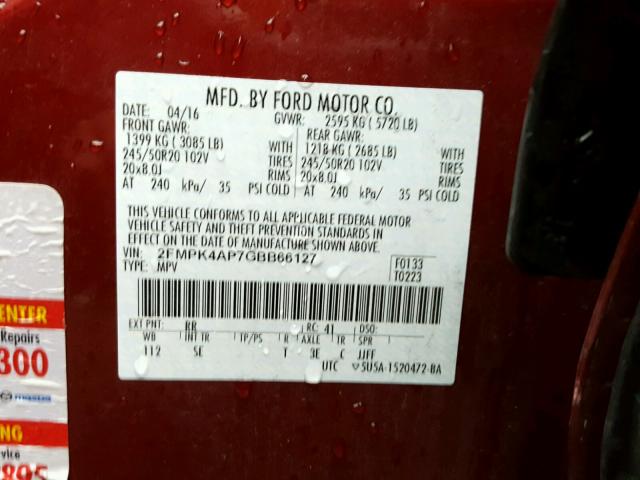 MFD. BY FORD MOTOR CO.
DATE: 04/16 GVWR: 2595 KG ( 5720 LB)
FRONT GAWR: REAR GAWR:
1399 KG ( 3085 LB) WITH 1218 KG ( 2685 LB) WITH
245/50R20 102V TIRES 245/50R20 102V TIRES
20x8.0J RIMS 20x8.0J RIMS
AT 240 kPa/ 35 PSI COLD AT 240 kPa/ 35 PSI COLD
THIS VEHICLE CONFORMS TO ALL APPLICABLE FEDERAL MOTOR
VEHICLE SAFETY AND THEFT PREVENTION STANDARDS IN
EFFECT ON THE DATE OF MANUFACTURE SHOWN ABOVE.
VIN: 2FMPK4AP7GBB66127 F0133
TYPE: MPV T0223
EXT PNT: RR RC: 41 DSO:
WB INT TR TP/PS R AXLE TR SPR
112 SE T 3E C JJFF
UTC 5U5A-1520472-BA
ENTER
Repairs
300
mazda
NG
vice
895